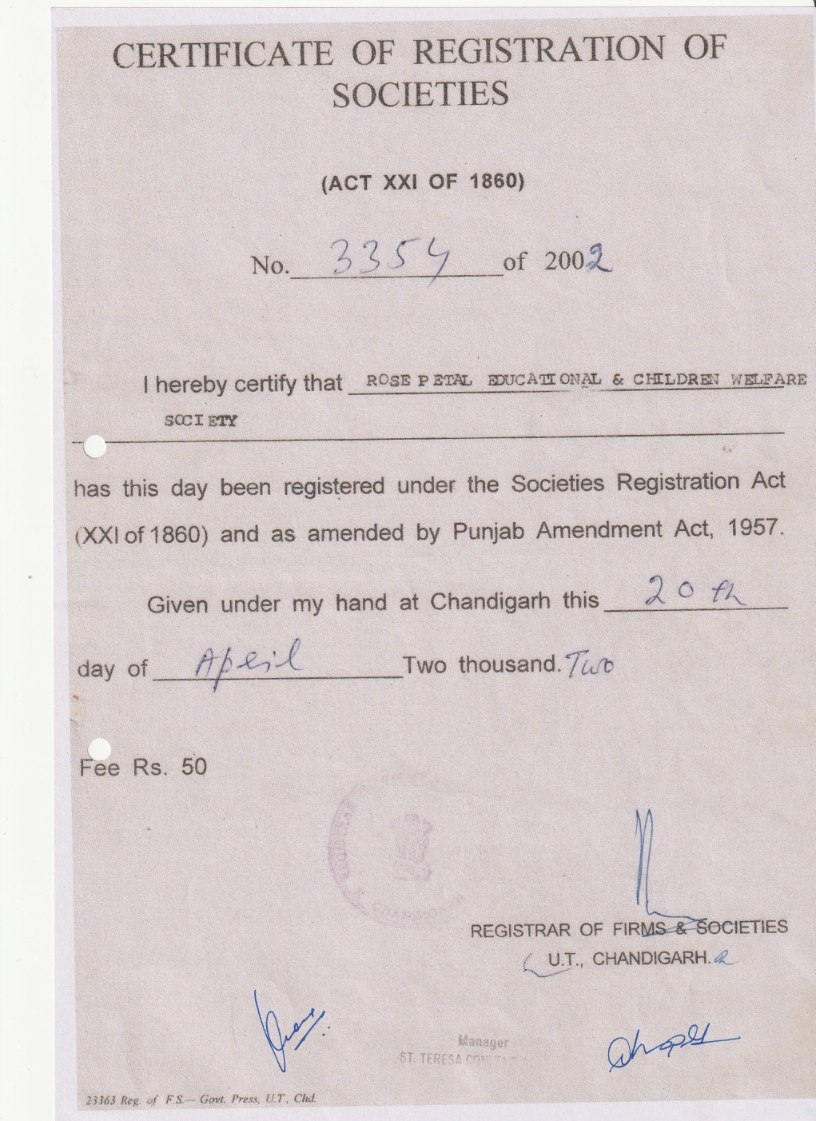 CERTIFICATE OF REGISTRATION OF
SOCIETIES
(ACT XXI OF 1860)
No. 3354 of 2002
I hereby certify that ROSE PETAL EDUCATIONAL & CHILDREN WELFARE
SOCIETY
has this day been registered under the Societies Registration Act
(XXI of 1860) and as amended by Punjab Amendment Act, 1957.
Given under my hand at Chandigarh this 20th
day of April Two thousand. Two
Fee Rs. 50
REGISTRAR OF FIRMS & SOCIETIES
U.T., CHANDIGARH.
Manager
ST. TERESA
23363 Reg. of F.S.— Govt. Press, U.T., Chd.